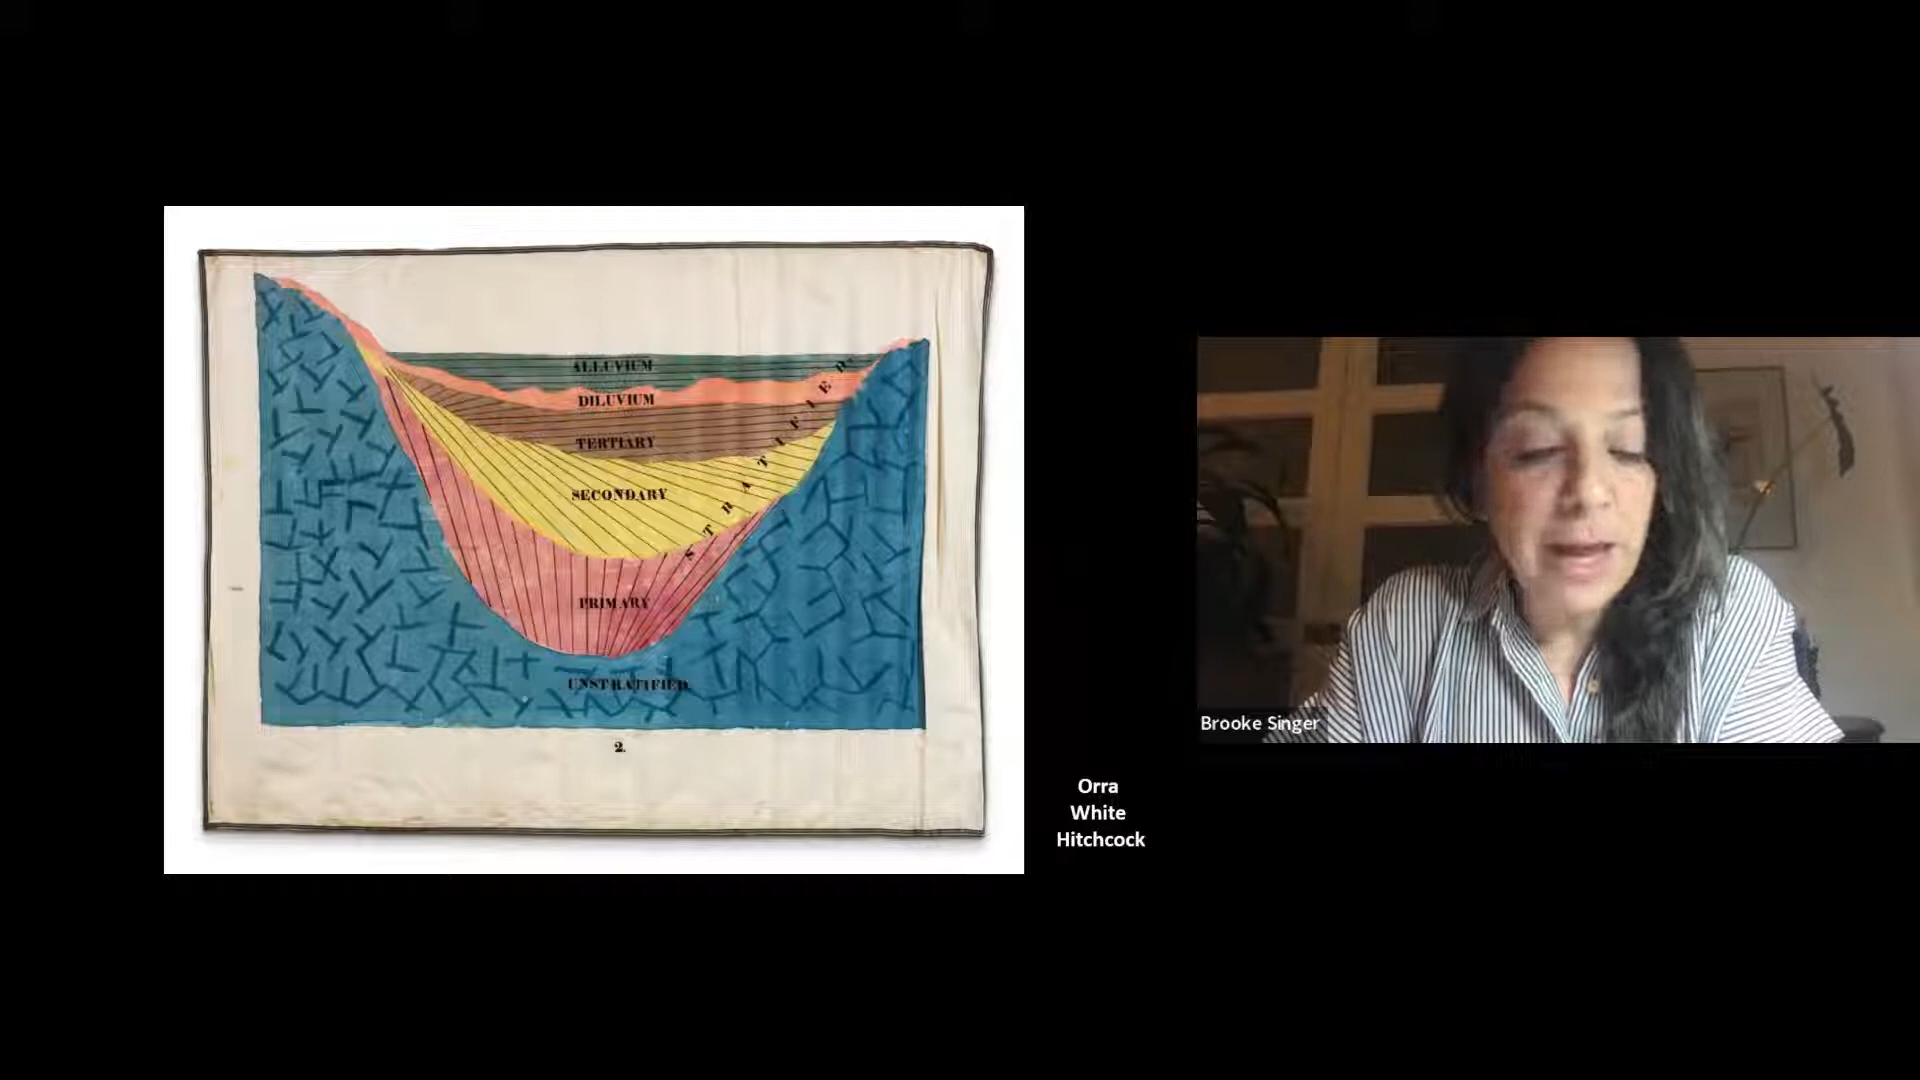 ALLUVIUM
DILUVIUM
TERTIARY
SECONDARY
PRIMARY
STRATIFIED.
UNSTRATIFIED.
2.
Brooke Singer
Orra
White
Hitchcock